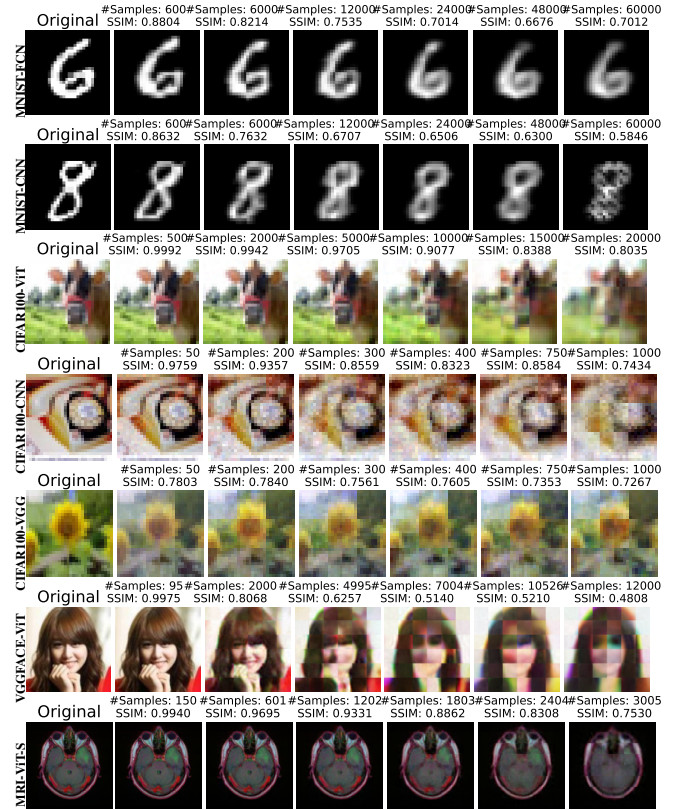 Original #Samples: 600 #Samples: 6000 #Samples: 12000 #Samples: 24000 #Samples: 48000 #Samples: 60000
SSIM: 0.8804 SSIM: 0.8214 SSIM: 0.7535 SSIM: 0.7014 SSIM: 0.6676 SSIM: 0.7012
MNIST-FCN
Original #Samples: 600 #Samples: 6000 #Samples: 12000 #Samples: 24000 #Samples: 48000 #Samples: 60000
SSIM: 0.8632 SSIM: 0.7632 SSIM: 0.6707 SSIM: 0.6506 SSIM: 0.6300 SSIM: 0.5846
MNIST-CNN
Original #Samples: 500 #Samples: 2000 #Samples: 5000 #Samples: 10000 #Samples: 15000 #Samples: 20000
SSIM: 0.9992 SSIM: 0.9942 SSIM: 0.9705 SSIM: 0.9077 SSIM: 0.8388 SSIM: 0.8035
CIFAR100-ViT
Original #Samples: 50 #Samples: 200 #Samples: 300 #Samples: 400 #Samples: 750 #Samples: 1000
SSIM: 0.9759 SSIM: 0.9357 SSIM: 0.8559 SSIM: 0.8323 SSIM: 0.8584 SSIM: 0.7434
CIFAR100-CNN
Original #Samples: 50 #Samples: 200 #Samples: 300 #Samples: 400 #Samples: 750 #Samples: 1000
SSIM: 0.7803 SSIM: 0.7840 SSIM: 0.7561 SSIM: 0.7605 SSIM: 0.7353 SSIM: 0.7267
CIFAR100-VGG
Original #Samples: 95 #Samples: 2000 #Samples: 4995 #Samples: 7004 #Samples: 10526 #Samples: 12000
SSIM: 0.9975 SSIM: 0.8068 SSIM: 0.6257 SSIM: 0.5140 SSIM: 0.5210 SSIM: 0.4808
VGGFACE-ViT
Original #Samples: 150 #Samples: 601 #Samples: 1202 #Samples: 1803 #Samples: 2404 #Samples: 3005
SSIM: 0.9940 SSIM: 0.9695 SSIM: 0.9331 SSIM: 0.8862 SSIM: 0.8308 SSIM: 0.7530
MRI-ViT-S